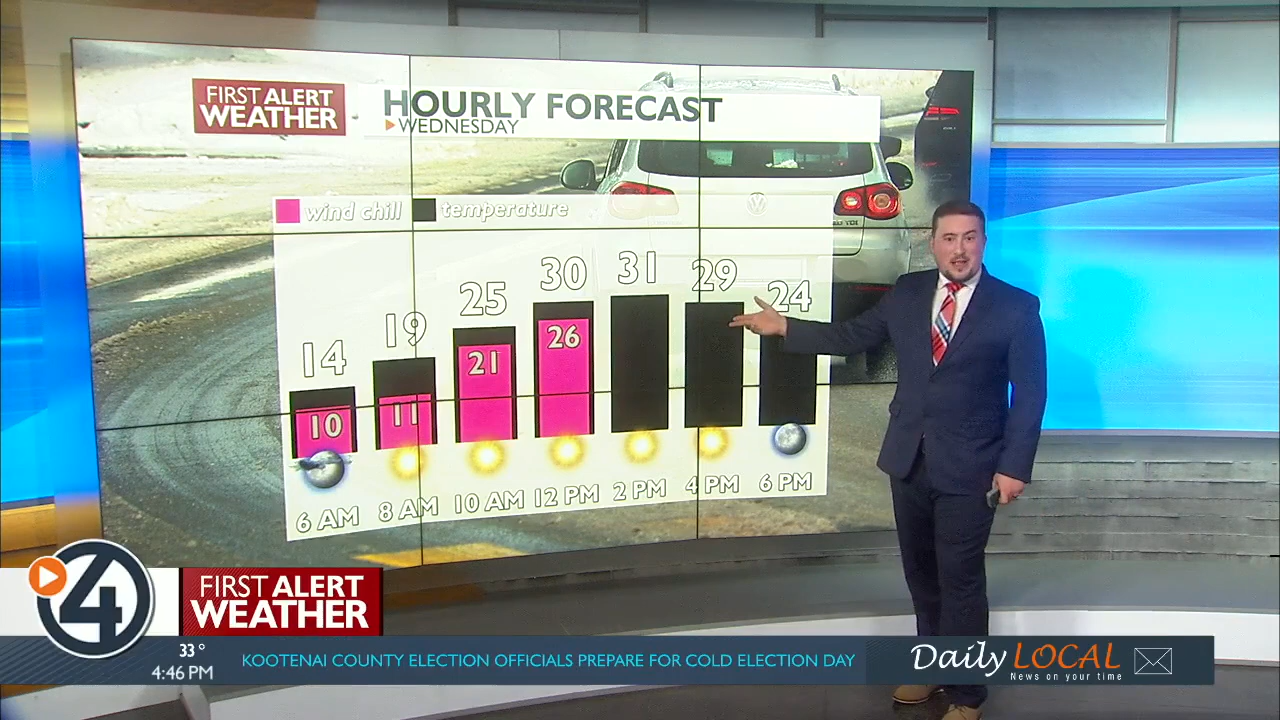 FIRST ALERT
WEATHER
HOURLY FORECAST
WEDNESDAY
wind chill temperature
14 19 25 30 31 29 24
10 11 21 26
6 AM 8 AM 10 AM 12 PM 2 PM 4 PM 6 PM
4
FIRST ALERT
WEATHER
33°
4:46 PM
KOOTENAI COUNTY ELECTION OFFICIALS PREPARE FOR COLD ELECTION DAY
Daily LOCAL
News on your time